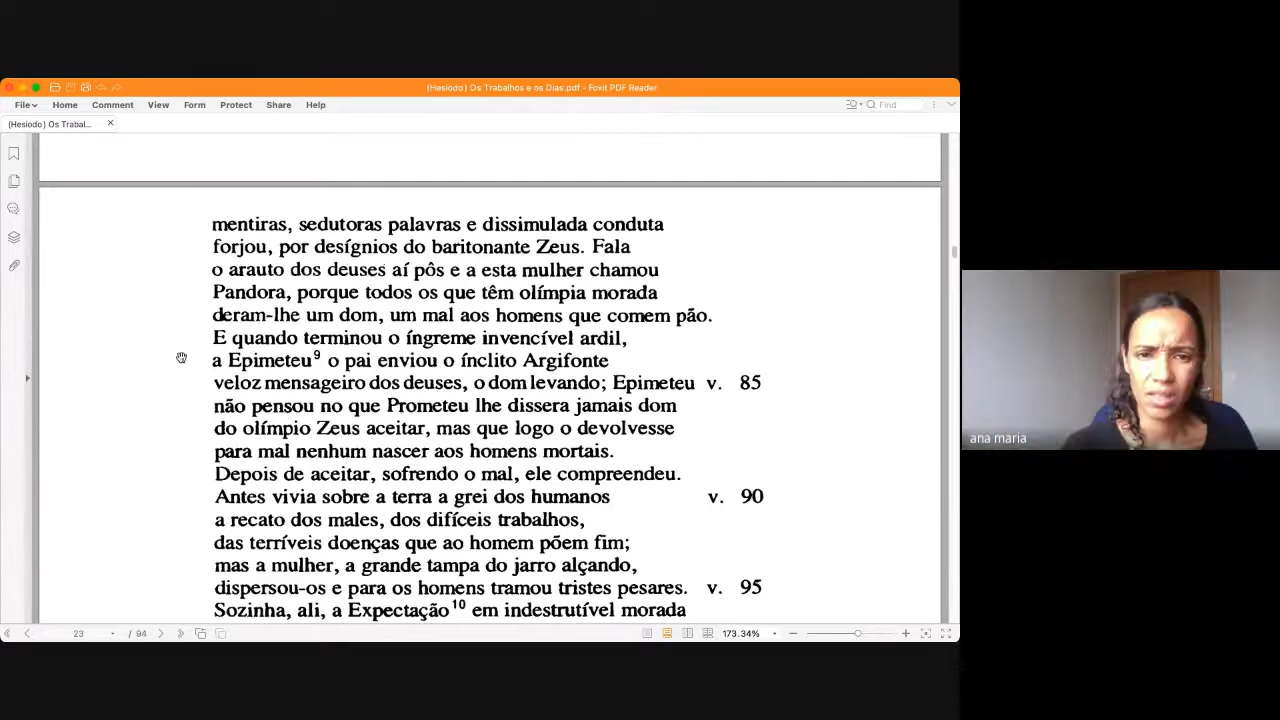 (Hesíodo) Os Trabalhos e os Dias.pdf - Foxit PDF Reader
File Home Comment View Form Protect Share Help Find
(Hesíodo) Os Trabal...
mentiras, sedutoras palavras e dissimulada conduta
forjou, por desígnios do baritonante Zeus. Fala
o arauto dos deuses aí pôs e a esta mulher chamou
Pandora, porque todos os que têm olímpia morada
deram-lhe um dom, um mal aos homens que comem pão.
E quando terminou o íngreme invencível ardil,
a Epimeteu⁹ o pai enviou o ínclito Argifonte
veloz mensageiro dos deuses, o dom levando; Epimeteu v. 85
não pensou no que Prometeu lhe dissera jamais dom
do olímpio Zeus aceitar, mas que logo o devolvesse
para mal nenhum nascer aos homens mortais.
Depois de aceitar, sofrendo o mal, ele compreendeu.
Antes vivia sobre a terra a grei dos humanos v. 90
a recato dos males, dos difíceis trabalhos,
das terríveis doenças que ao homem põem fim;
mas a mulher, a grande tampa do jarro alçando,
dispersou-os e para os homens tramou tristes pesares. v. 95
Sozinha, ali, a Expectação¹⁰ em indestrutível morada
23 / 94 173.34%
ana maria